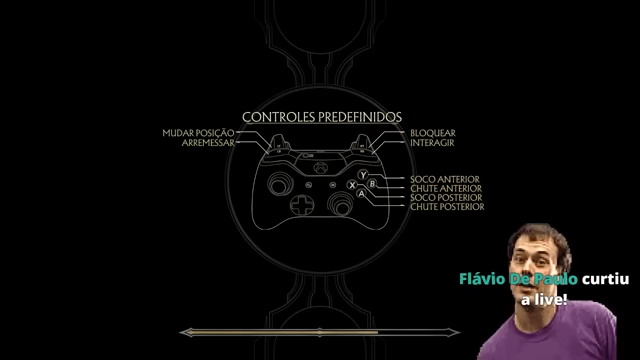 CONTROLES PREDEFINIDOS
MUDAR POSIÇÃO
ARREMESSAR
BLOQUEAR
INTERAGIR
Y
X B
A
SOCO ANTERIOR
CHUTE ANTERIOR
SOCO POSTERIOR
CHUTE POSTERIOR
Flávio De Paulo curtiu
a live!